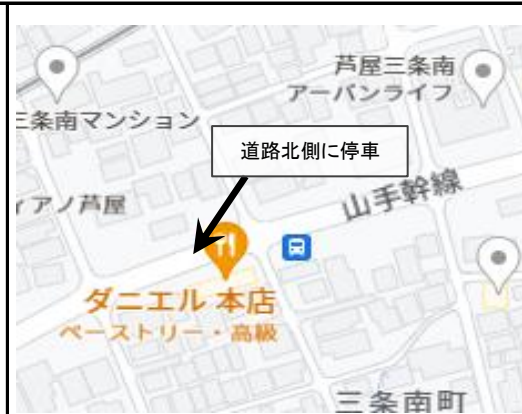 芦屋三条南
アーバンライフ
三条南マンション
道路北側に停車
ィアノ芦屋
山手幹線
ダニエル 本店
ペーストリー・高級
三条南町